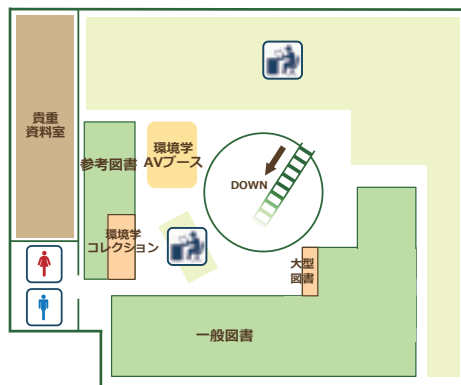 貴重
資料室
参考図書
環境学
AVブース
DOWN
環境学
コレクション
大型
図書
一般図書